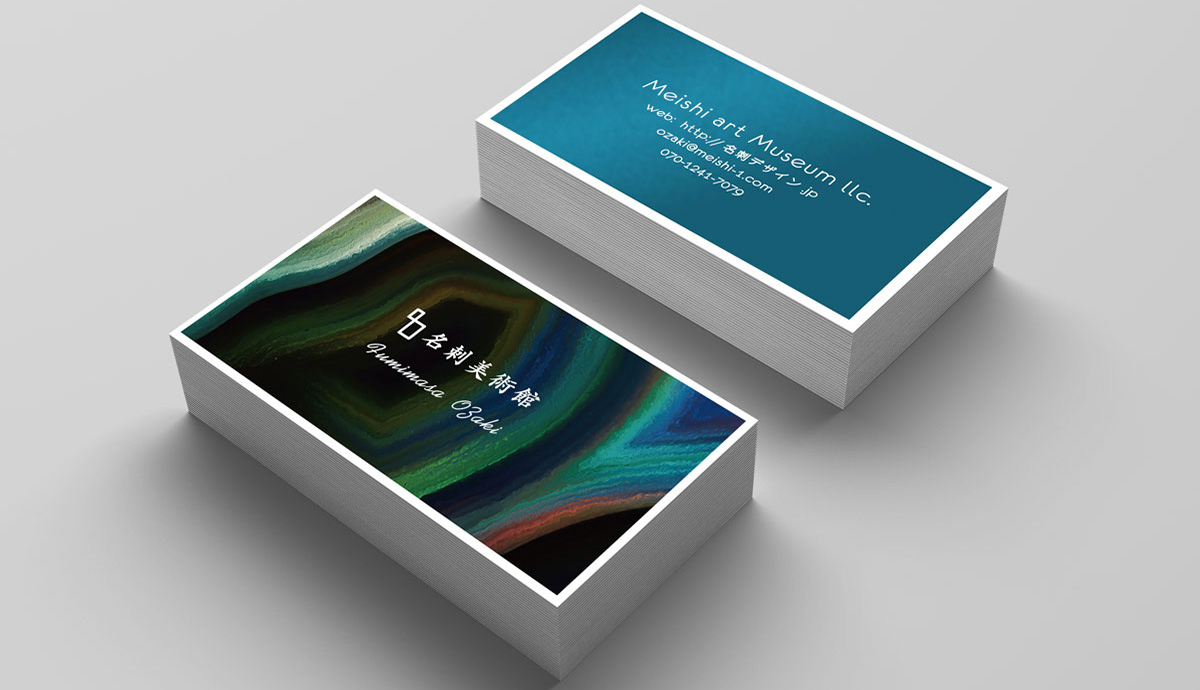 名刺美術館
Fumimasa Ozaki
Meishi art Museum llc.
web: http://名刺デザイン.jp
ozaki@meishi-1.com
070-1241-7079